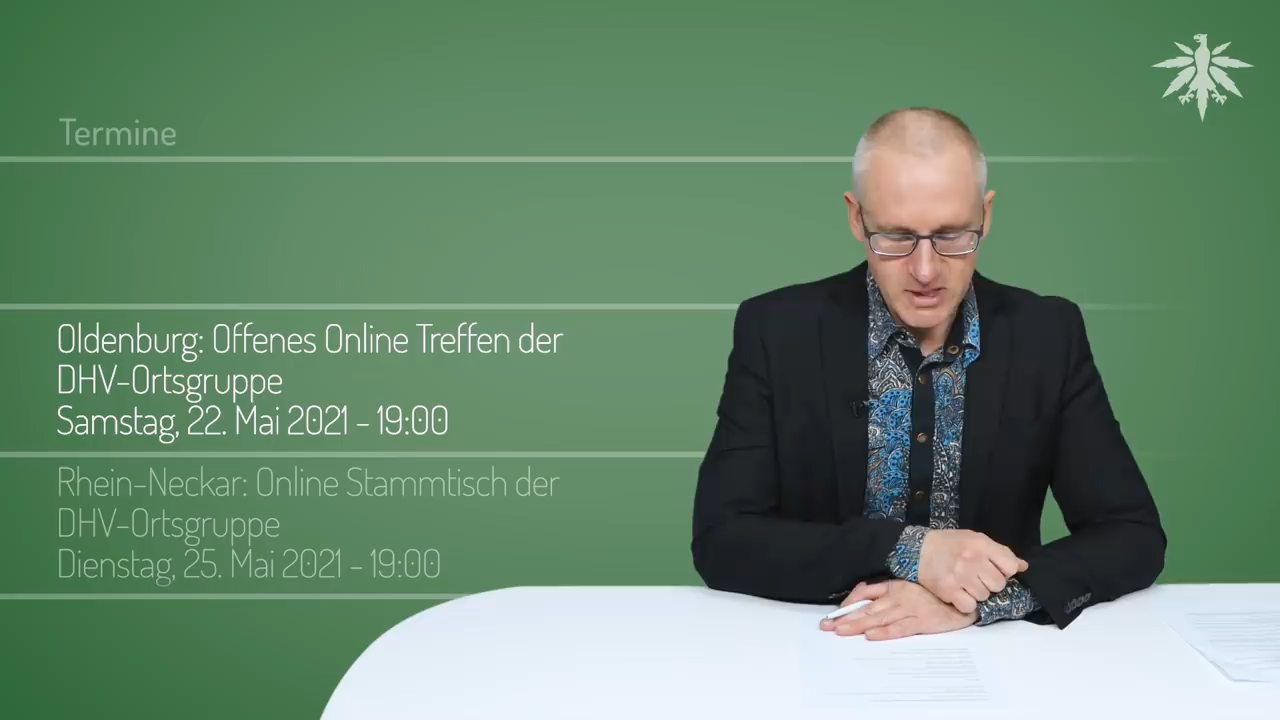 Termine
Oldenburg: Offenes Online Treffen der
DHV-Ortsgruppe
Samstag, 22. Mai 2021 - 19:00
Rhein-Neckar: Online Stammtisch der
DHV-Ortsgruppe
Dienstag, 25. Mai 2021 - 19:00